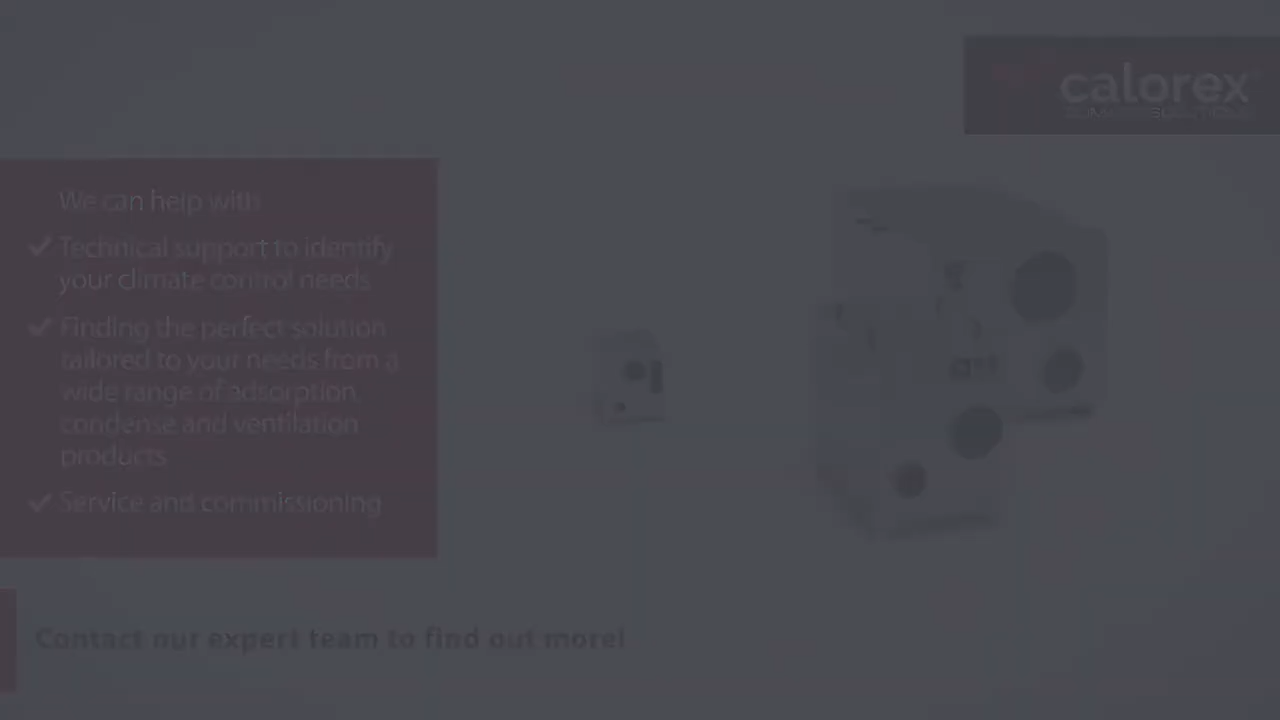 calorex
We can help with
Technical support to identify
your climate control needs
Finding the perfect solution
tailored to your needs from a
wide range of adsorption
condense and ventilation
products
Service and commissioning
Contact our expert team to find out more!